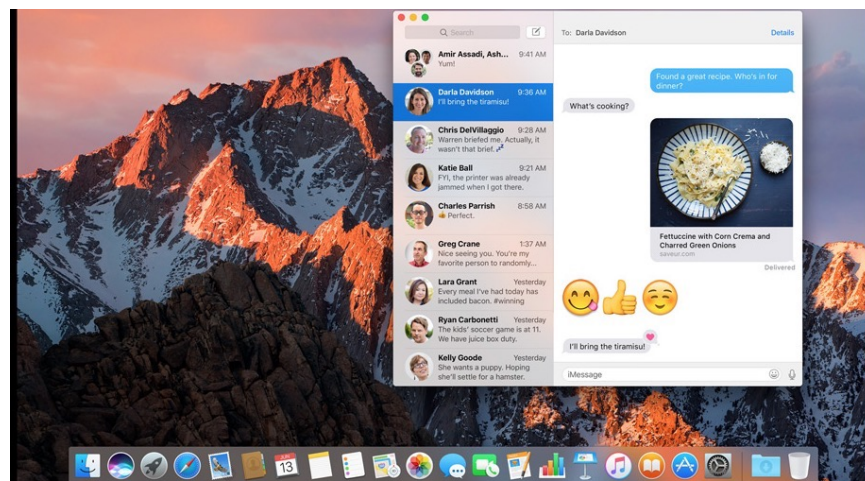 Search
Amir Assadi, Ash... 9:41 AM
Yum!
Darla Davidson 9:36 AM
I'll bring the tiramisu!
Chris DelVillaggio 9:28 AM
Warren briefed me. Actually, it
wasn't that brief. 💤
Katie Ball 9:21 AM
FYI, the printer was already
jammed when I got there.
Charles Parrish 8:58 AM
👍 Perfect.
Greg Crane 1:37 AM
Nice seeing you. You're my
favorite person to randomly...
Lara Grant Yesterday
Every meal I've had today has
included bacon. #winning
Ryan Carbonetti Yesterday
The kids' soccer game is at 11.
We have juice box duty.
Kelly Goode Yesterday
She wants a puppy. Hoping
she'll settle for a hamster.
To: Darla Davidson Details
Found a great recipe. Who's in for
dinner?
What's cooking?
Fettuccine with Corn Crema and
Charred Green Onions
saveur.com
Delivered
I'll bring the tiramisu!
iMessage
JUN
13